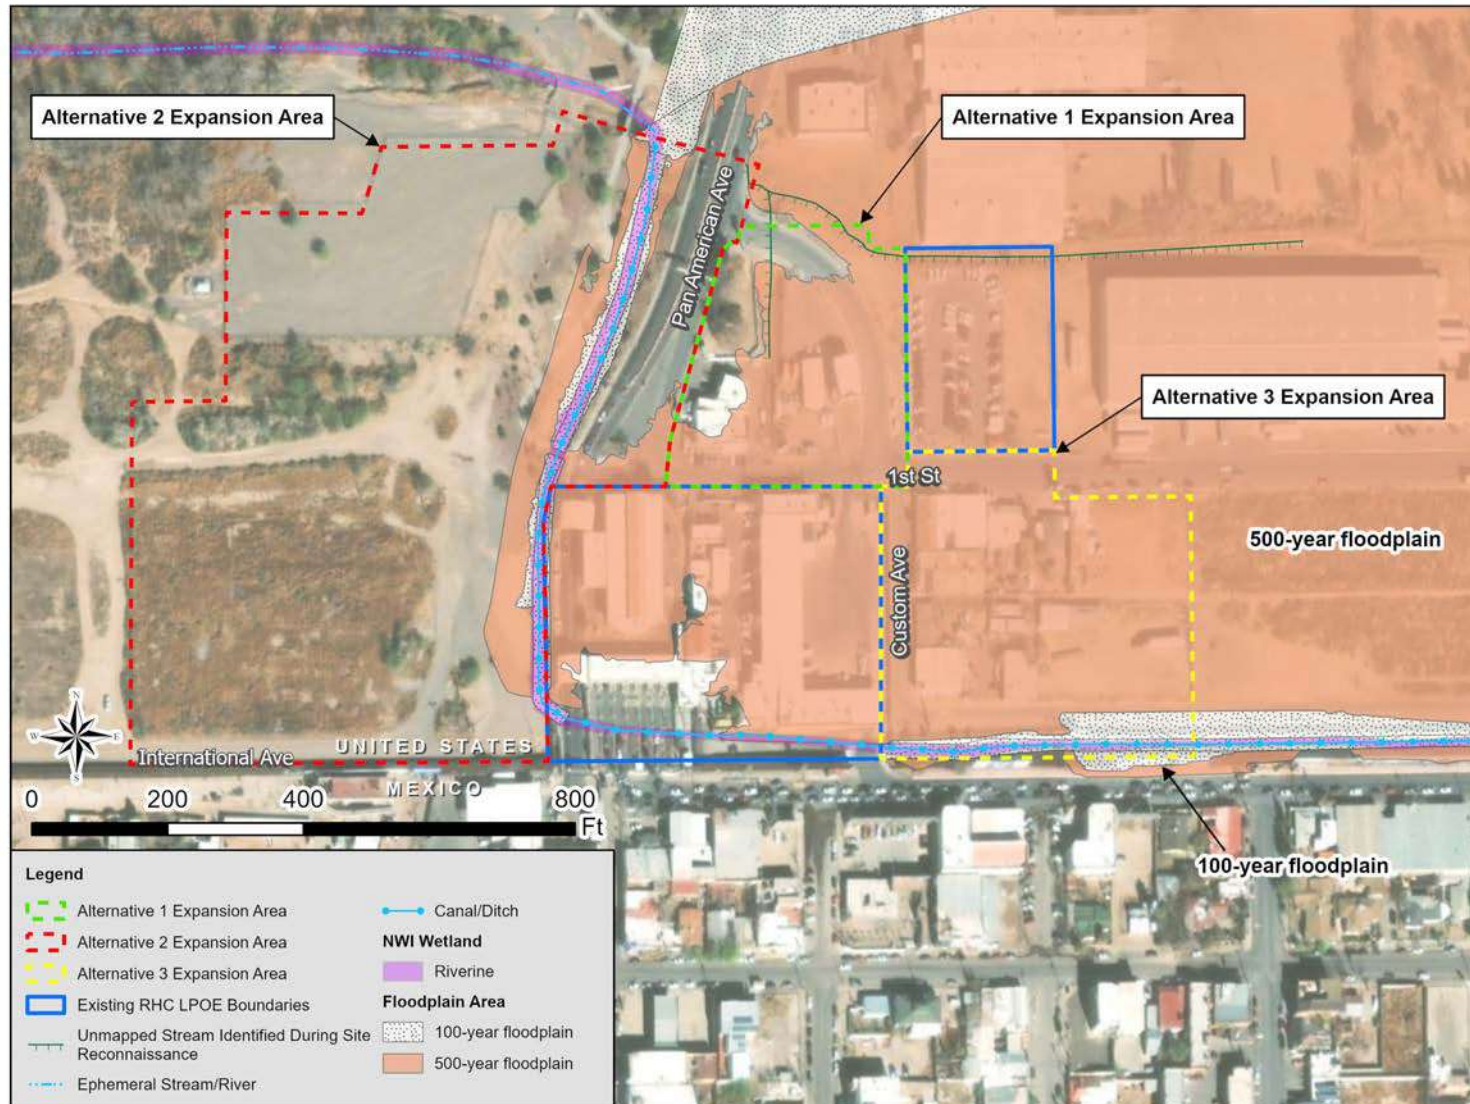 Alternative 2 Expansion Area
Alternative 1 Expansion Area
Pan American Ave
Alternative 3 Expansion Area
1st St
500-year floodplain
Custom Ave
N
W
E
S
International Ave
UNITED STATES
MEXICO
0
200
400
800
Ft
100-year floodplain
Legend
Alternative 1 Expansion Area
Alternative 2 Expansion Area
Alternative 3 Expansion Area
Existing RHC LPOE Boundaries
Unmapped Stream Identified During Site
Reconnaissance
Ephemeral Stream/River
Canal/Ditch
NWI Wetland
Riverine
Floodplain Area
100-year floodplain
500-year floodplain